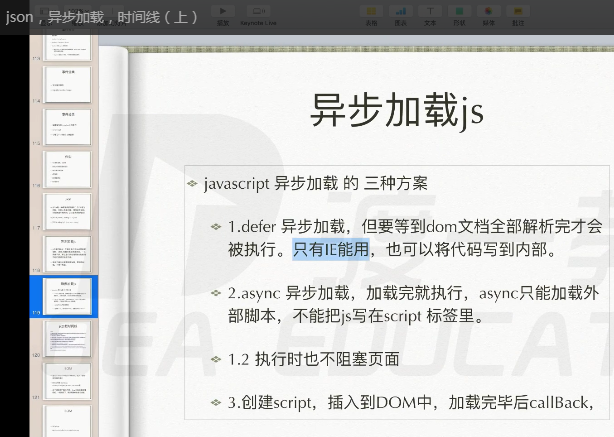 json，异步加载，时间线（上）
播放
Keynote Live
表格
图表
文本
形状
媒体
批注
异步加载js
javascript 异步加载 的 三种方案
1.defer 异步加载，但要等到dom文档全部解析完才会
被执行。只有IE能用，也可以将代码写到内部。
2.async 异步加载，加载完就执行，async只能加载外
部脚本，不能把js写在script 标签里。
1.2 执行时也不阻塞页面
3.创建script，插入到DOM中，加载完毕后callBack，
114
115
118
119
120
121
EA EDUCAT